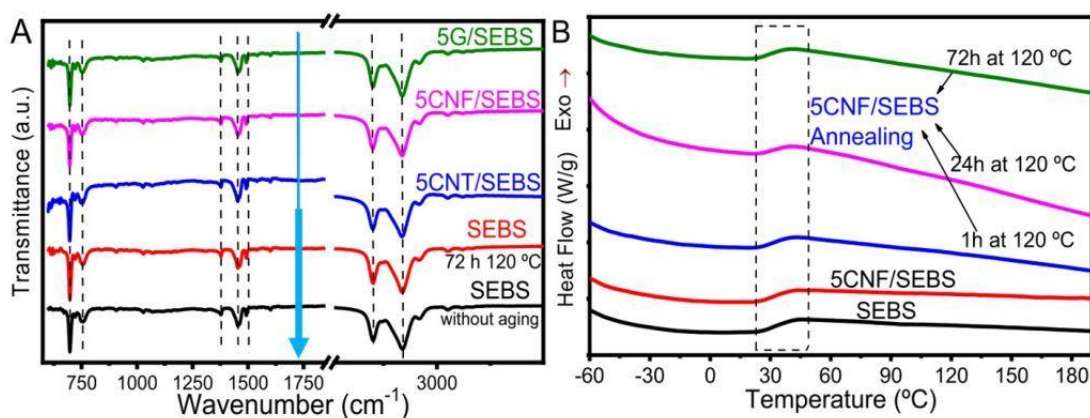 A
Transmittance (a.u.)
5G/SEBS
5CNF/SEBS
5CNT/SEBS
SEBS
72 h 120 ºC
SEBS
without aging
750 1000 1250 1500 1750 3000
Wavenumber (cm⁻¹)
B
Heat Flow (W/g) Exo →
72h at 120 ºC
5CNF/SEBS
Annealing
24h at 120 ºC
1h at 120 ºC
5CNF/SEBS
SEBS
-60 -30 0 30 60 90 120 150 180
Temperature (ºC)